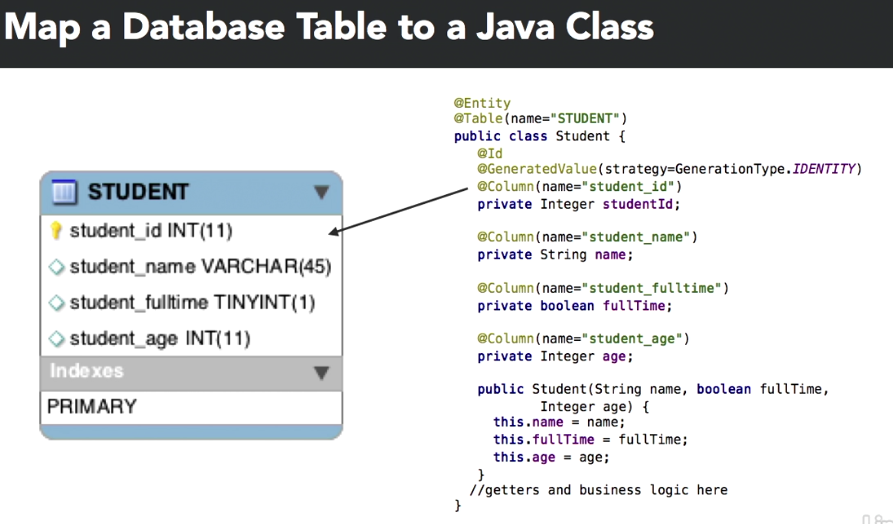 Map a Database Table to a Java Class
STUDENT
student_id INT(11)
student_name VARCHAR(45)
student_fulltime TINYINT(1)
student_age INT(11)
Indexes
PRIMARY
@Entity
@Table(name="STUDENT")
public class Student {
@Id
@GeneratedValue(strategy=GenerationType.IDENTITY)
@Column(name="student_id")
private Integer studentId;
@Column(name="student_name")
private String name;
@Column(name="student_fulltime")
private boolean fullTime;
@Column(name="student_age")
private Integer age;
public Student(String name, boolean fullTime,
Integer age) {
this.name = name;
this.fullTime = fullTime;
this.age = age;
}
//getters and business logic here
}